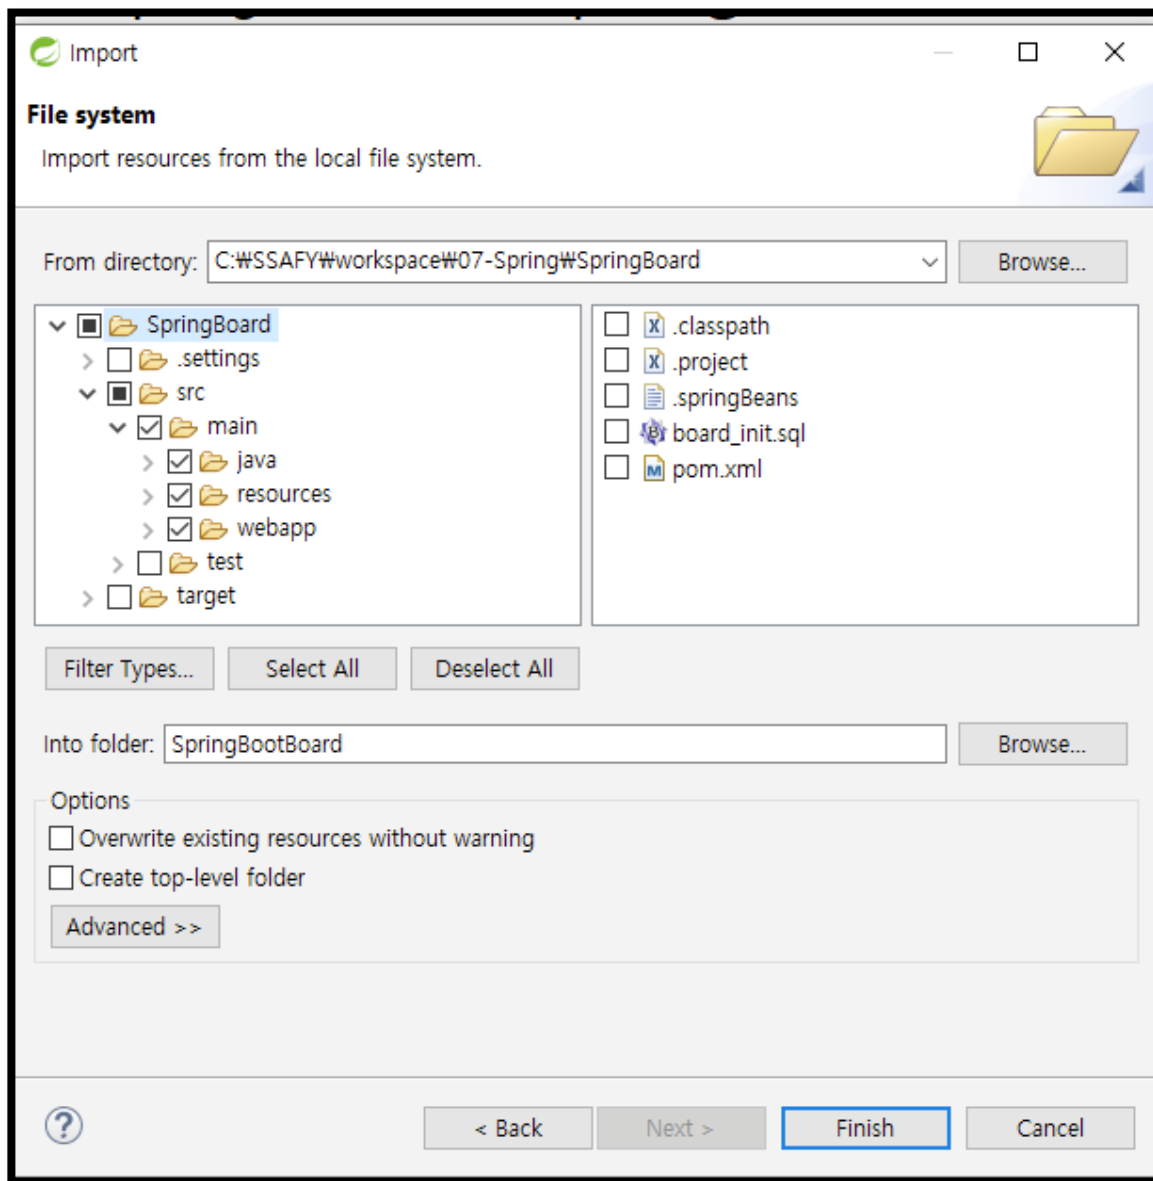 Import
File system
Import resources from the local file system.
From directory: C:₩SSAFY₩workspace₩07-Spring₩SpringBoard
Browse...
SpringBoard
.settings
src
main
java
resources
webapp
test
target
.classpath
.project
.springBeans
board_init.sql
pom.xml
Filter Types...
Select All
Deselect All
Into folder: SpringBootBoard
Browse...
Options
Overwrite existing resources without warning
Create top-level folder
Advanced >>
< Back
Next >
Finish
Cancel